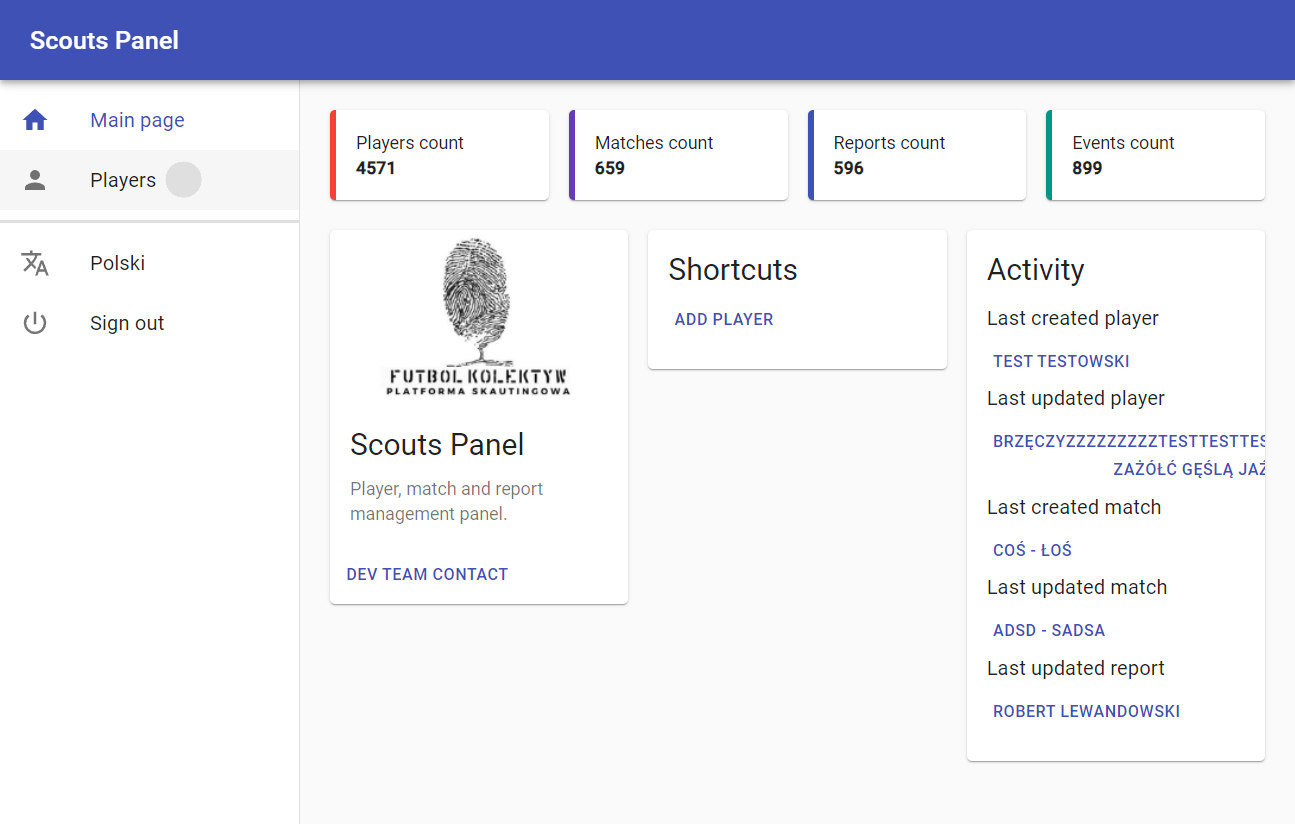 Scouts Panel
Main page
Players
Polski
Sign out
Players count
4571
Matches count
659
Reports count
596
Events count
899
FUTBOL KOLEKTYW
PLATFORMA SKAUTINGOWA
Scouts Panel
Player, match and report
management panel.
DEV TEAM CONTACT
Shortcuts
ADD PLAYER
Activity
Last created player
TEST TESTOWSKI
Last updated player
BRZĘCZYZZZZZZZZZTESTTESTTES
ZAŻÓŁĆ GĘŚLĄ JAŹ
Last created match
COŚ - ŁOŚ
Last updated match
ADSD - SADSA
Last updated report
ROBERT LEWANDOWSKI